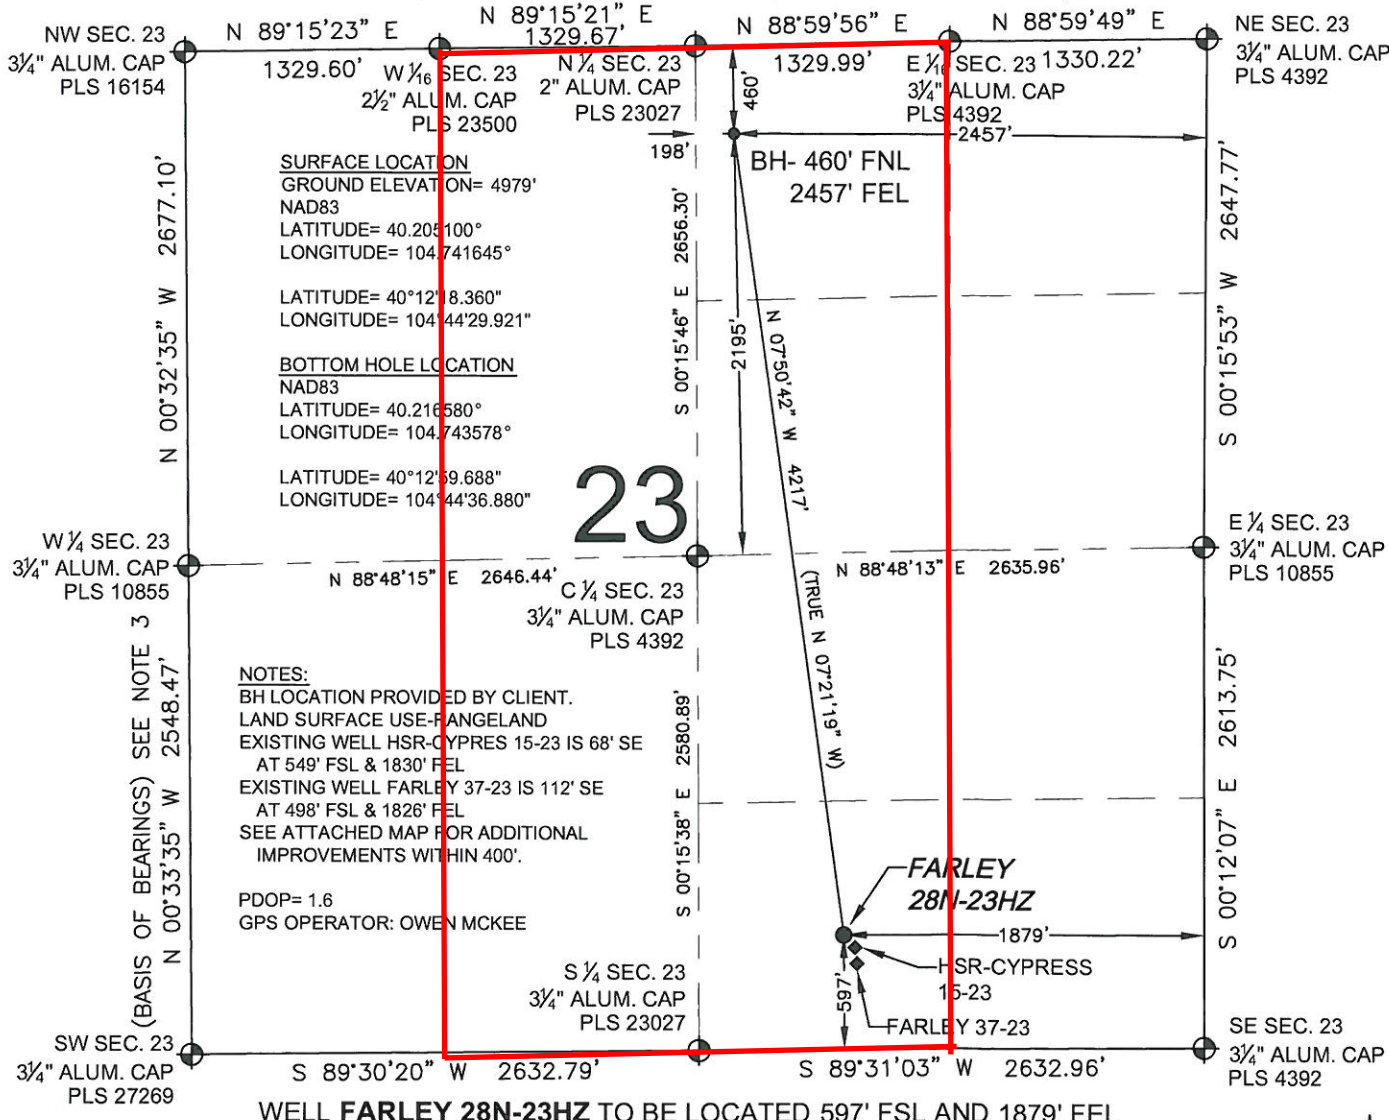 NW SEC. 23
3¼" ALUM. CAP
PLS 16154
N 89°15'23" E
1329.60'
W 1/16 SEC. 23
2½" ALUM. CAP
PLS 23500
N 89°15'21" E
1329.67'
N ¼ SEC. 23
2" ALUM. CAP
PLS 23027
N 88°59'56" E
1329.99'
E 1/16 SEC. 23
3¼" ALUM. CAP
PLS 4392
N 88°59'49" E
1330.22'
NE SEC. 23
3¼" ALUM. CAP
PLS 4392
460'
2457'
198'
BH- 460' FNL
2457' FEL
SURFACE LOCATION
GROUND ELEVATION= 4979'
NAD83
LATITUDE= 40.205100°
LONGITUDE= 104.741645°
LATITUDE= 40°12'18.360"
LONGITUDE= 104°44'29.921"
BOTTOM HOLE LOCATION
NAD83
LATITUDE= 40.216580°
LONGITUDE= 104.743578°
LATITUDE= 40°12'59.688"
LONGITUDE= 104°44'36.880"
N 00°32'35" W 2677.10'
S 00°15'46" E 2656.30'
2195'
N 07°50'42" W 4217'
(TRUE N 07°21'19" W)
S 00°15'53" W 2647.77'
23
W ¼ SEC. 23
3¼" ALUM. CAP
PLS 10855
N 88°48'15" E 2646.44'
C ¼ SEC. 23
3¼" ALUM. CAP
PLS 4392
N 88°48'13" E 2635.96'
E ¼ SEC. 23
3¼" ALUM. CAP
PLS 10855
(BASIS OF BEARINGS) SEE NOTE 3
N 00°33'35" W 2548.47'
NOTES:
BH LOCATION PROVIDED BY CLIENT.
LAND SURFACE USE-RANGELAND
EXISTING WELL HSR-CYPRES 15-23 IS 68' SE
AT 549' FSL & 1830' FEL
EXISTING WELL FARLEY 37-23 IS 112' SE
AT 498' FSL & 1826' FEL
SEE ATTACHED MAP FOR ADDITIONAL
IMPROVEMENTS WITHIN 400'.
PDOP= 1.6
GPS OPERATOR: OWEN MCKEE
S 00°15'38" E 2580.89'
S 00°12'07" E 2613.75'
FARLEY
28N-23HZ
1879'
597'
HSR-CYPRESS
15-23
FARLEY 37-23
SW SEC. 23
3¼" ALUM. CAP
PLS 27269
S 89°30'20" W 2632.79'
S ¼ SEC. 23
3¼" ALUM. CAP
PLS 23027
S 89°31'03" W 2632.96'
SE SEC. 23
3¼" ALUM. CAP
PLS 4392
WELL FARLEY 28N-23HZ TO BE LOCATED 597' FSL AND 1879' FEL